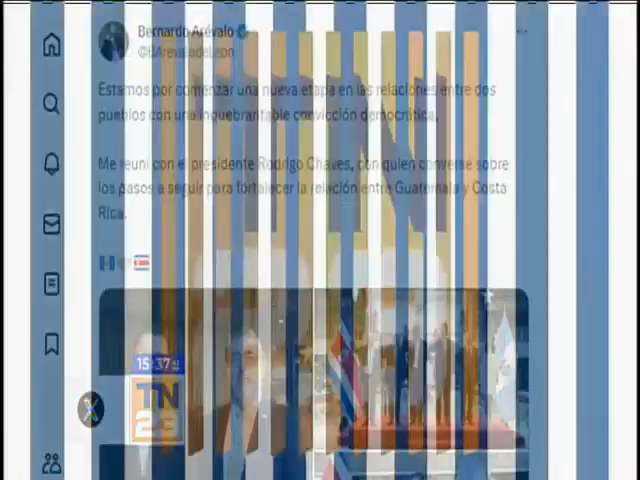 Bernardo Arévalo
@BArevalodeLeon
Estamos por comenzar una nueva etapa en las relaciones entre dos
pueblos con una inquebrantable convicción democrática.
Me reuní con el presidente Rodrigo Chaves, con quien conversé sobre
los pasos a seguir para fortalecer la relación entre Guatemala y Costa
Rica.
15:37
TN
23